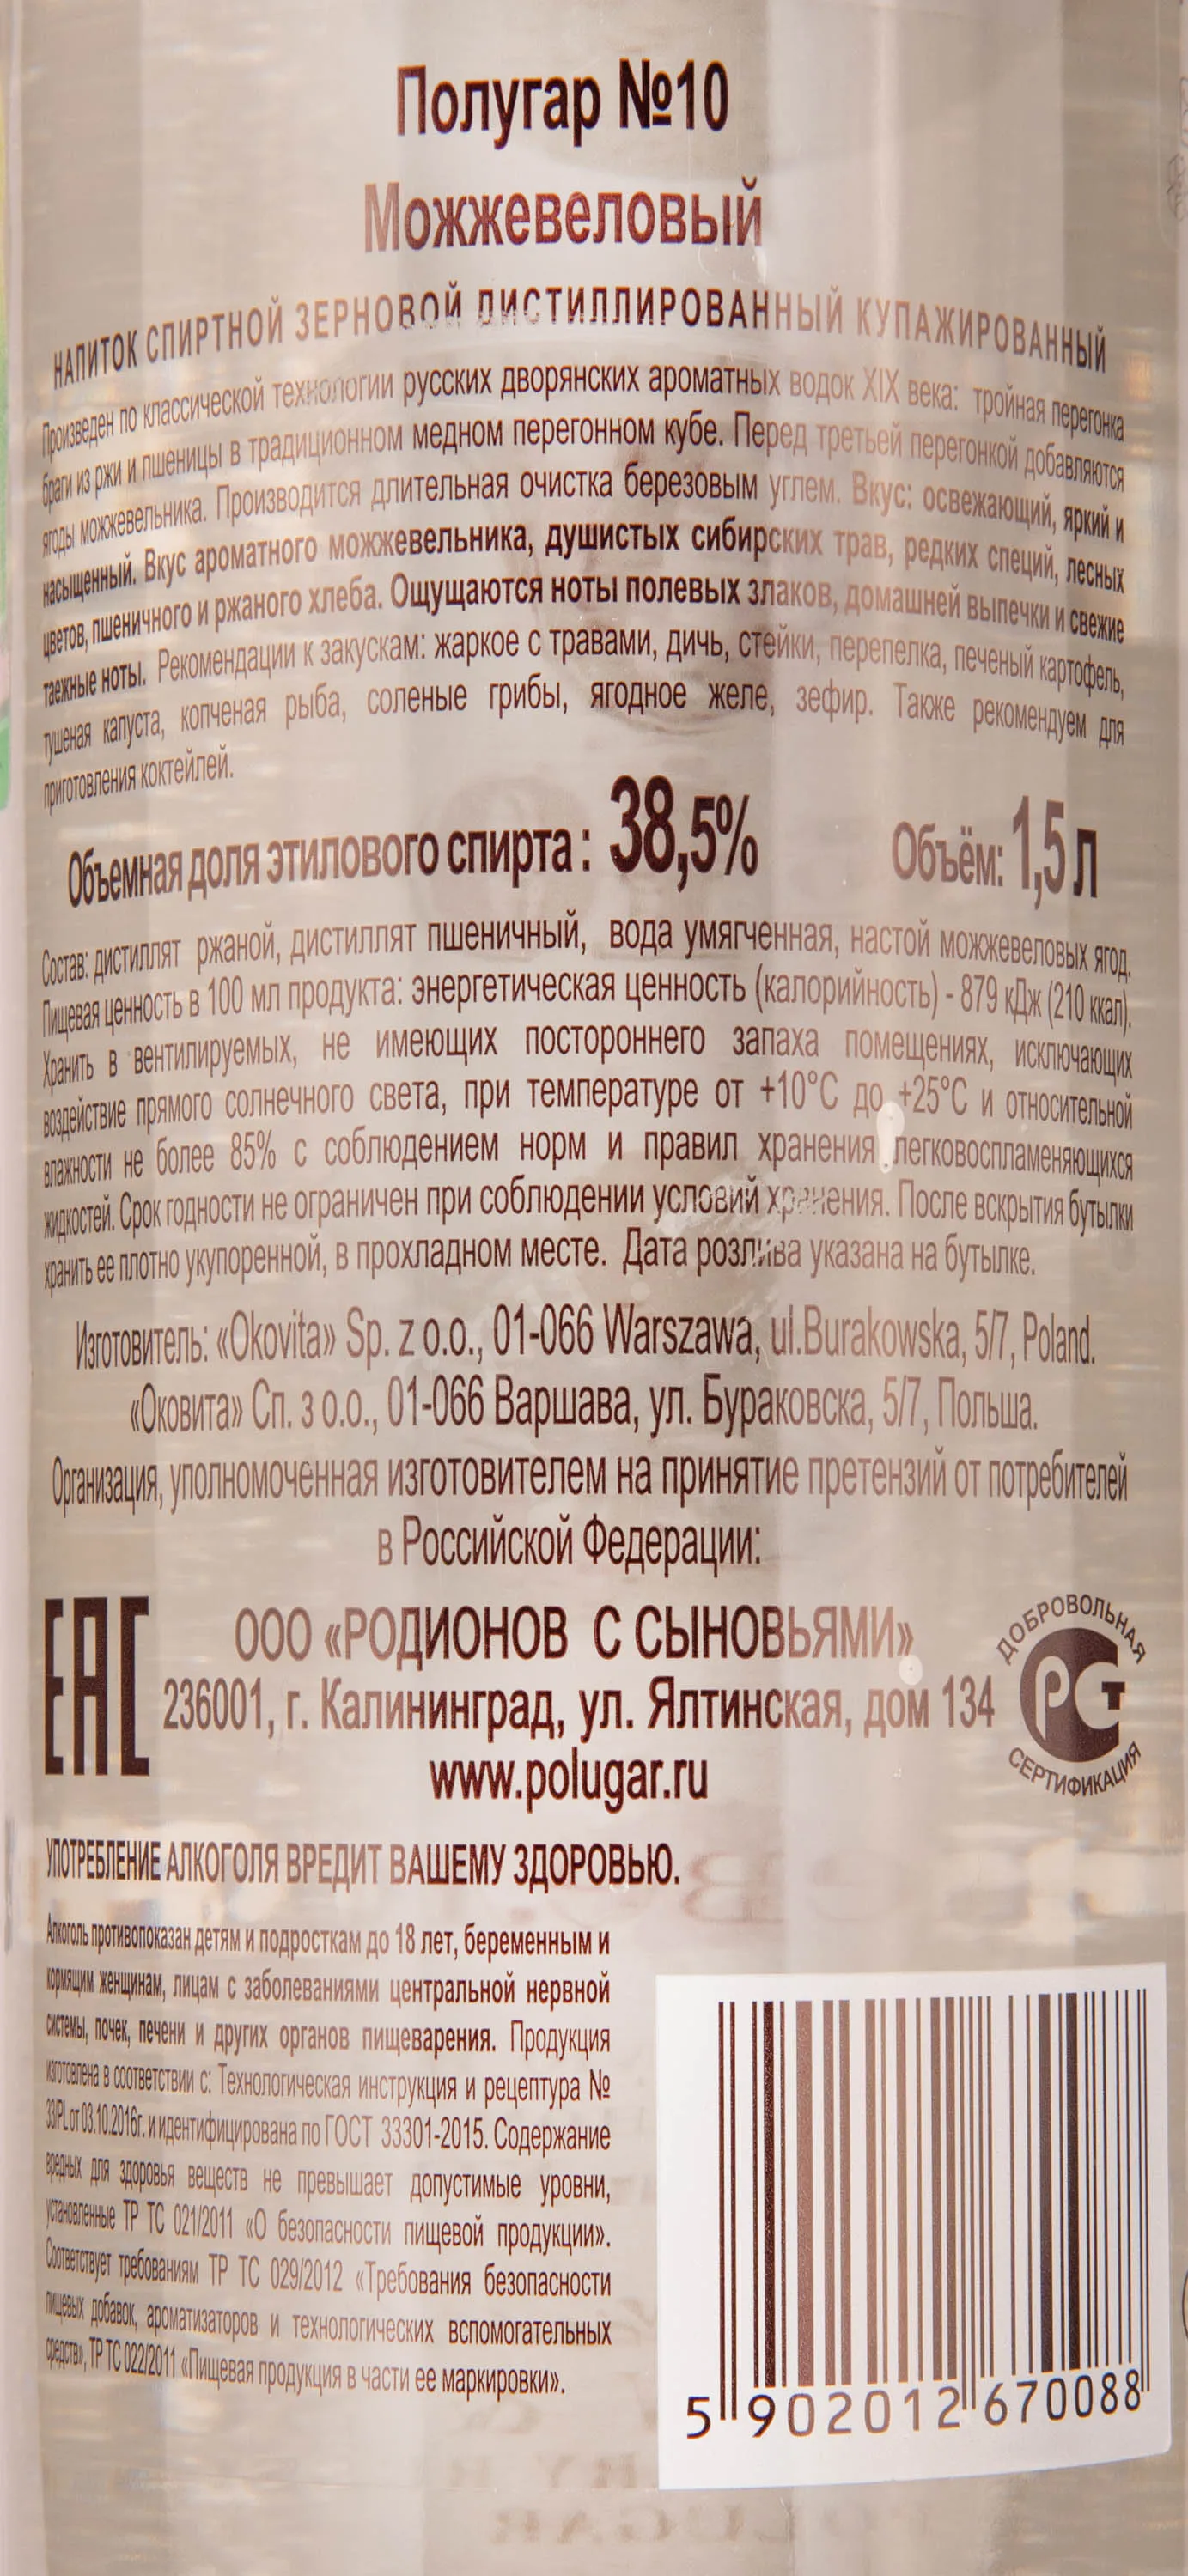 Полугар №10
Можжевеловый
НАПИТОК СПИРТНОЙ ЗЕРНОВОЙ ДИСТИЛЛИРОВАННЫЙ КУПАЖИРОВАННЫЙ
Произведен по классической технологии русских дворянских ароматных водок XIX века: тройная перегонка
браги из ржи и пшеницы в традиционном медном перегонном кубе. Перед третьей перегонкой добавляются
ягоды можжевельника. Производится длительная очистка березовым углем. Вкус: освежающий, яркий и
насыщенный. Вкус ароматного можжевельника, душистых сибирских трав, редких специй, лесных
цветов, пшеничного и ржаного хлеба. Ощущаются ноты полевых злаков, домашней выпечки и свежие
таежные ноты. Рекомендации к закускам: жаркое с травами, дичь, стейки, перепелка, печеный картофель,
тушеная капуста, копченая рыба, соленые грибы, ягодное желе, зефир. Также рекомендуем для
приготовления коктейлей.
Объемная доля этилового спирта : 38,5% Объём: 1,5 л
Состав: дистиллят ржаной, дистиллят пшеничный, вода умягченная, настой можжевеловых ягод.
Пищевая ценность в 100 мл продукта: энергетическая ценность (калорийность) - 879 кДж (210 ккал).
Хранить в вентилируемых, не имеющих постороннего запаха помещениях, исключающих
воздействие прямого солнечного света, при температуре от +10°С до +25°С и относительной
влажности не более 85% с соблюдением норм и правил хранения легковоспламеняющихся
жидкостей. Срок годности не ограничен при соблюдении условий хранения. После вскрытия бутылки
хранить ее плотно укупоренной, в прохладном месте. Дата розлива указана на бутылке.
Изготовитель: «Okovita» Sp. z o.o., 01-066 Warszawa, ul.Burakowska, 5/7, Poland.
«Оковита» Сп. з о.о., 01-066 Варшава, ул. Бураковска, 5/7, Польша.
Организация, уполномоченная изготовителем на принятие претензий от потребителей
в Российской Федерации:
ЕАС
ООО «РОДИОНОВ С СЫНОВЬЯМИ»
236001, г. Калининград, ул. Ялтинская, дом 134
www.polugar.ru
ДОБРОВОЛЬНАЯ
РСТ
СЕРТИФИКАЦИЯ
УПОТРЕБЛЕНИЕ АЛКОГОЛЯ ВРЕДИТ ВАШЕМУ ЗДОРОВЬЮ.
Алкоголь противопоказан детям и подросткам до 18 лет, беременным и
кормящим женщинам, лицам с заболеваниями центральной нервной
системы, почек, печени и других органов пищеварения. Продукция
изготовлена в соответствии с: Технологическая инструкция и рецептура №
33/PL от 03.10.2016г. и идентифицирована по ГОСТ 33301-2015. Содержание
вредных для здоровья веществ не превышает допустимые уровни,
установленные ТР ТС 021/2011 «О безопасности пищевой продукции».
Соответствует требованиям ТР ТС 029/2012 «Требования безопасности
пищевых добавок, ароматизаторов и технологических вспомогательных
средств», ТР ТС 022/2011 «Пищевая продукция в части ее маркировки».
5 902012 670088